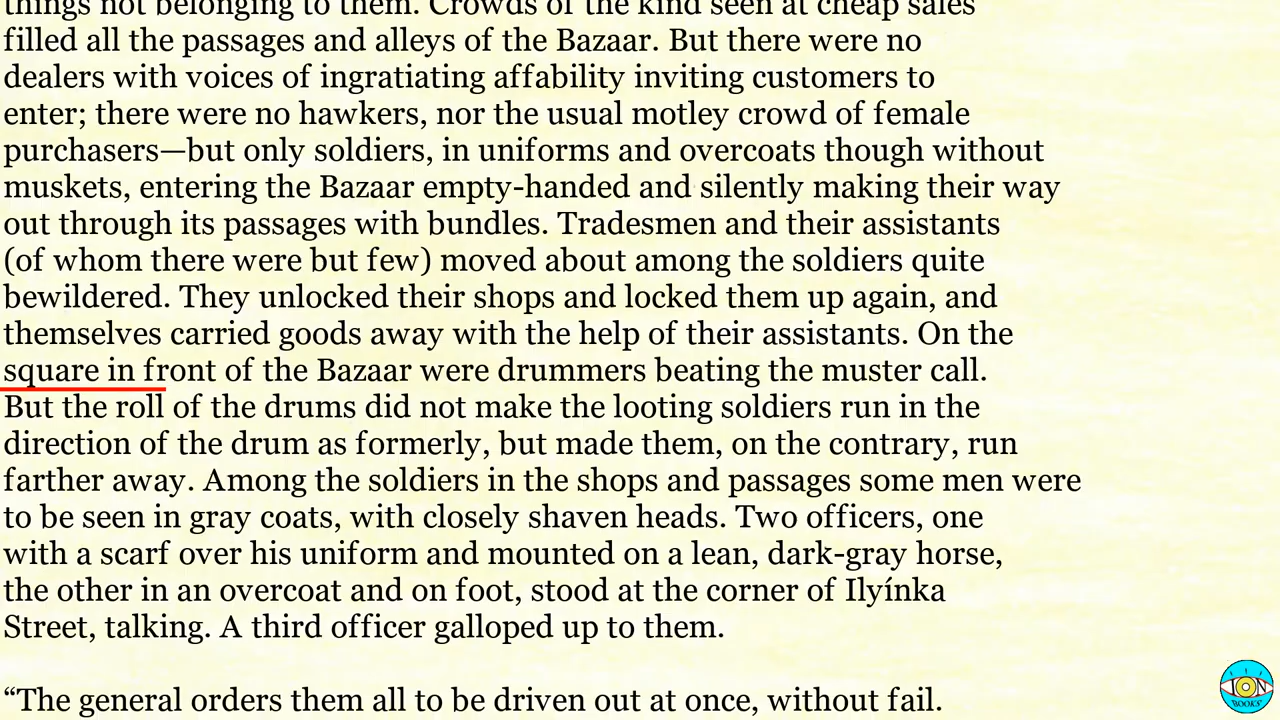 things not belonging to them. Crowds of the kind seen at cheap sales
filled all the passages and alleys of the Bazaar. But there were no
dealers with voices of ingratiating affability inviting customers to
enter; there were no hawkers, nor the usual motley crowd of female
purchasers—but only soldiers, in uniforms and overcoats though without
muskets, entering the Bazaar empty-handed and silently making their way
out through its passages with bundles. Tradesmen and their assistants
(of whom there were but few) moved about among the soldiers quite
bewildered. They unlocked their shops and locked them up again, and
themselves carried goods away with the help of their assistants. On the
square in front of the Bazaar were drummers beating the muster call.
But the roll of the drums did not make the looting soldiers run in the
direction of the drum as formerly, but made them, on the contrary, run
farther away. Among the soldiers in the shops and passages some men were
to be seen in gray coats, with closely shaven heads. Two officers, one
with a scarf over his uniform and mounted on a lean, dark-gray horse,
the other in an overcoat and on foot, stood at the corner of Ilyínka
Street, talking. A third officer galloped up to them.
“The general orders them all to be driven out at once, without fail.
ION
BOOKS